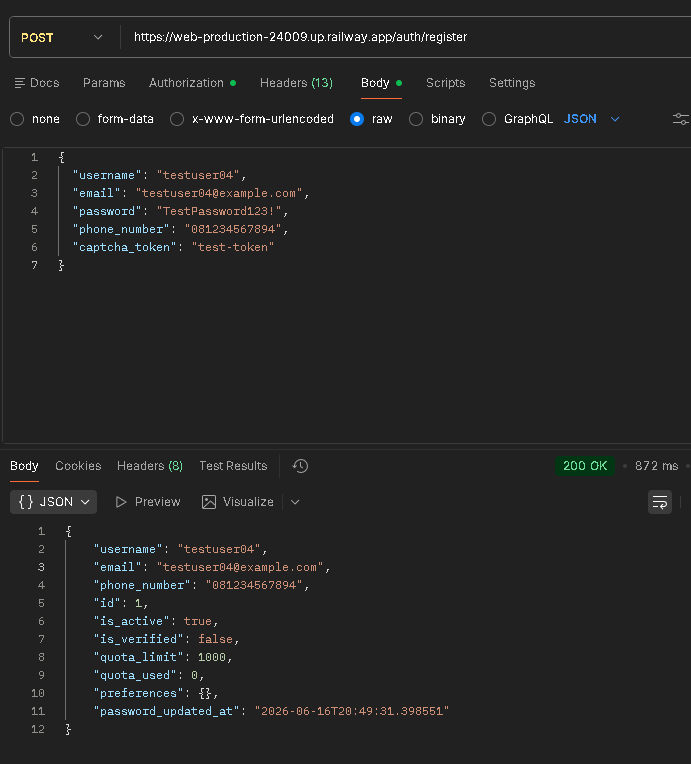 POST https://web-production-24009.up.railway.app/auth/register
Docs Params Authorization Headers (13) Body Scripts Settings
none form-data x-www-form-urlencoded raw binary GraphQL JSON
1 {
2 "username": "testuser04",
3 "email": "testuser04@example.com",
4 "password": "TestPassword123!",
5 "phone_number": "081234567894",
6 "captcha_token": "test-token"
7 }
Body Cookies Headers (8) Test Results 200 OK • 872 ms •
{} JSON Preview Visualize
1 {
2 "username": "testuser04",
3 "email": "testuser04@example.com",
4 "phone_number": "081234567894",
5 "id": 1,
6 "is_active": true,
7 "is_verified": false,
8 "quota_limit": 1000,
9 "quota_used": 0,
10 "preferences": {},
11 "password_updated_at": "2026-06-16T20:49:31.398551"
12 }